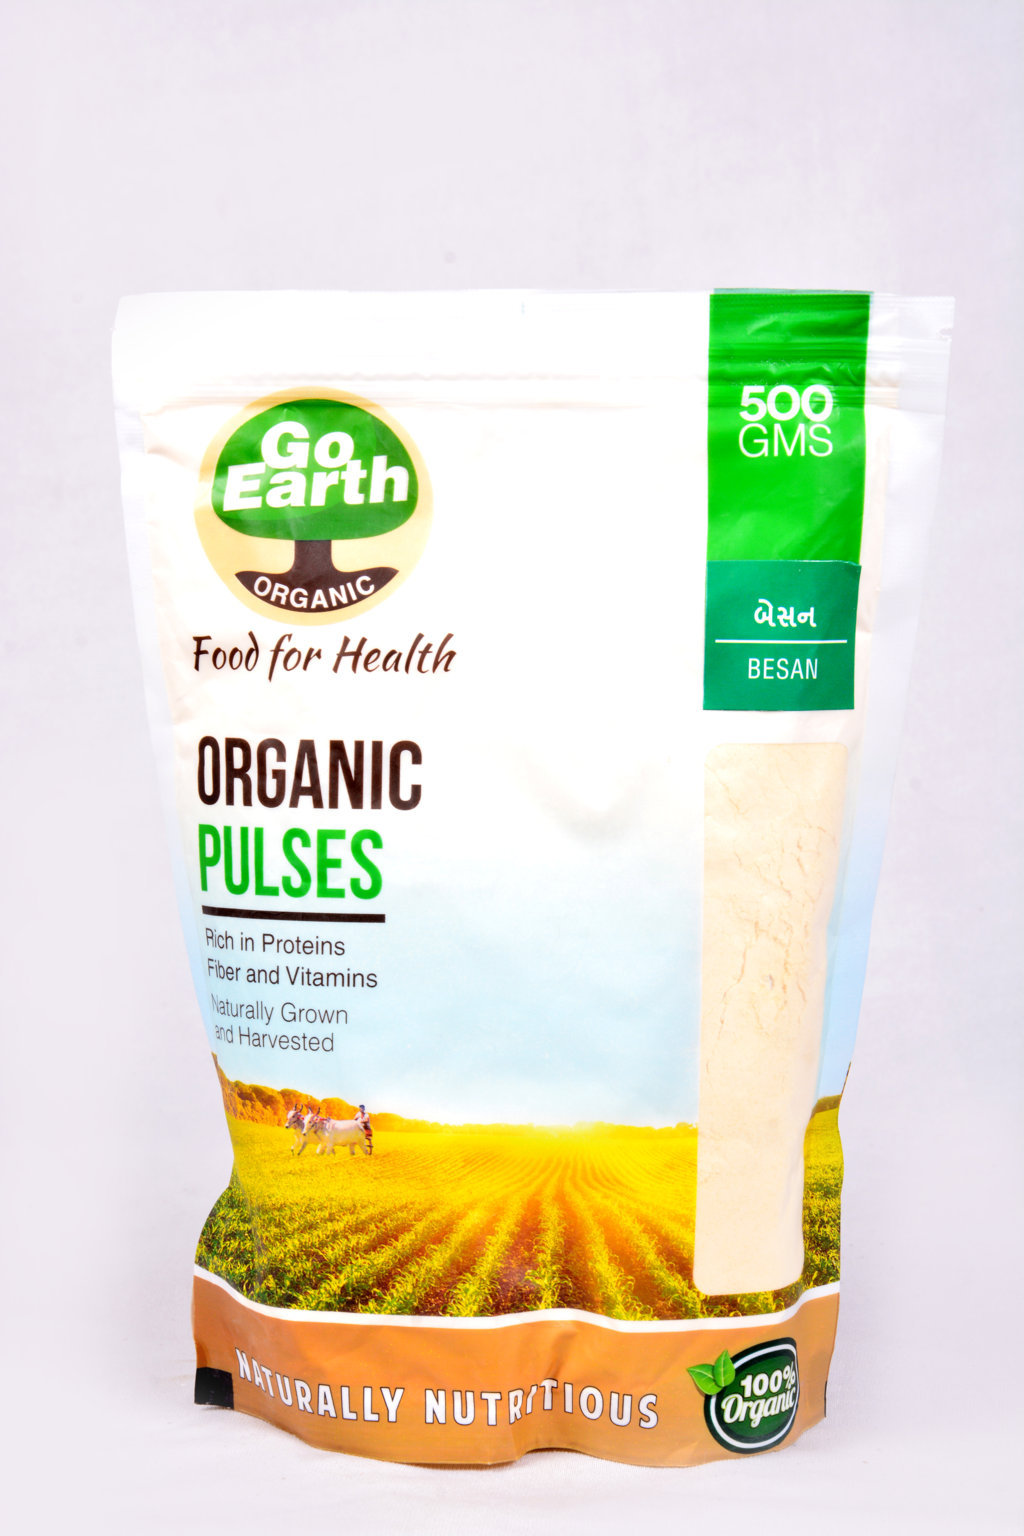 Go
Earth
ORGANIC
Food for Health
500
GMS
બેસન
BESAN
ORGANIC
PULSES
Rich in Proteins
Fiber and Vitamins
Naturally Grown
and Harvested
NATURALLY NUTRITIOUS
100%
Organic